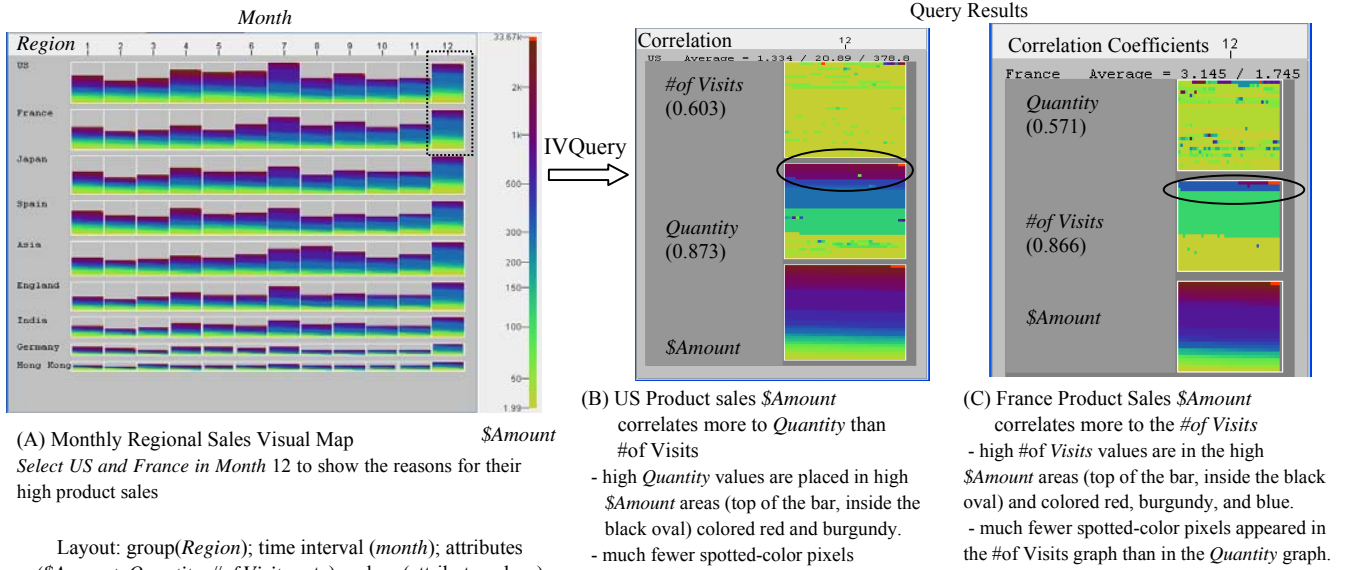 Month
Region 1 2 3 4 5 6 7 8 9 10 11 12
US
France
Japan
Spain
Asia
England
India
Germany
Hong Kong
33.67k
2k
1k
500
300
200
150
100
50
1.99
$Amount
IVQuery
Query Results
Correlation 12
US Average = 1.334 / 20.89 / 378.8
#of Visits
(0.603)
Quantity
(0.873)
$Amount
Correlation Coefficients 12
France Average = 3.145 / 1.745
Quantity
(0.571)
#of Visits
(0.866)
$Amount
(A) Monthly Regional Sales Visual Map
Select US and France in Month 12 to show the reasons for their
high product sales
Layout: group(Region); time interval (month); attributes
(B) US Product sales $Amount
correlates more to Quantity than
#of Visits
- high Quantity values are placed in high
$Amount areas (top of the bar, inside the
black oval) colored red and burgundy.
- much fewer spotted-color pixels
(C) France Product Sales $Amount
correlates more to the #of Visits
- high #of Visits values are in the high
$Amount areas (top of the bar, inside the black
oval) and colored red, burgundy, and blue.
- much fewer spotted-color pixels appeared in
the #of Visits graph than in the Quantity graph.